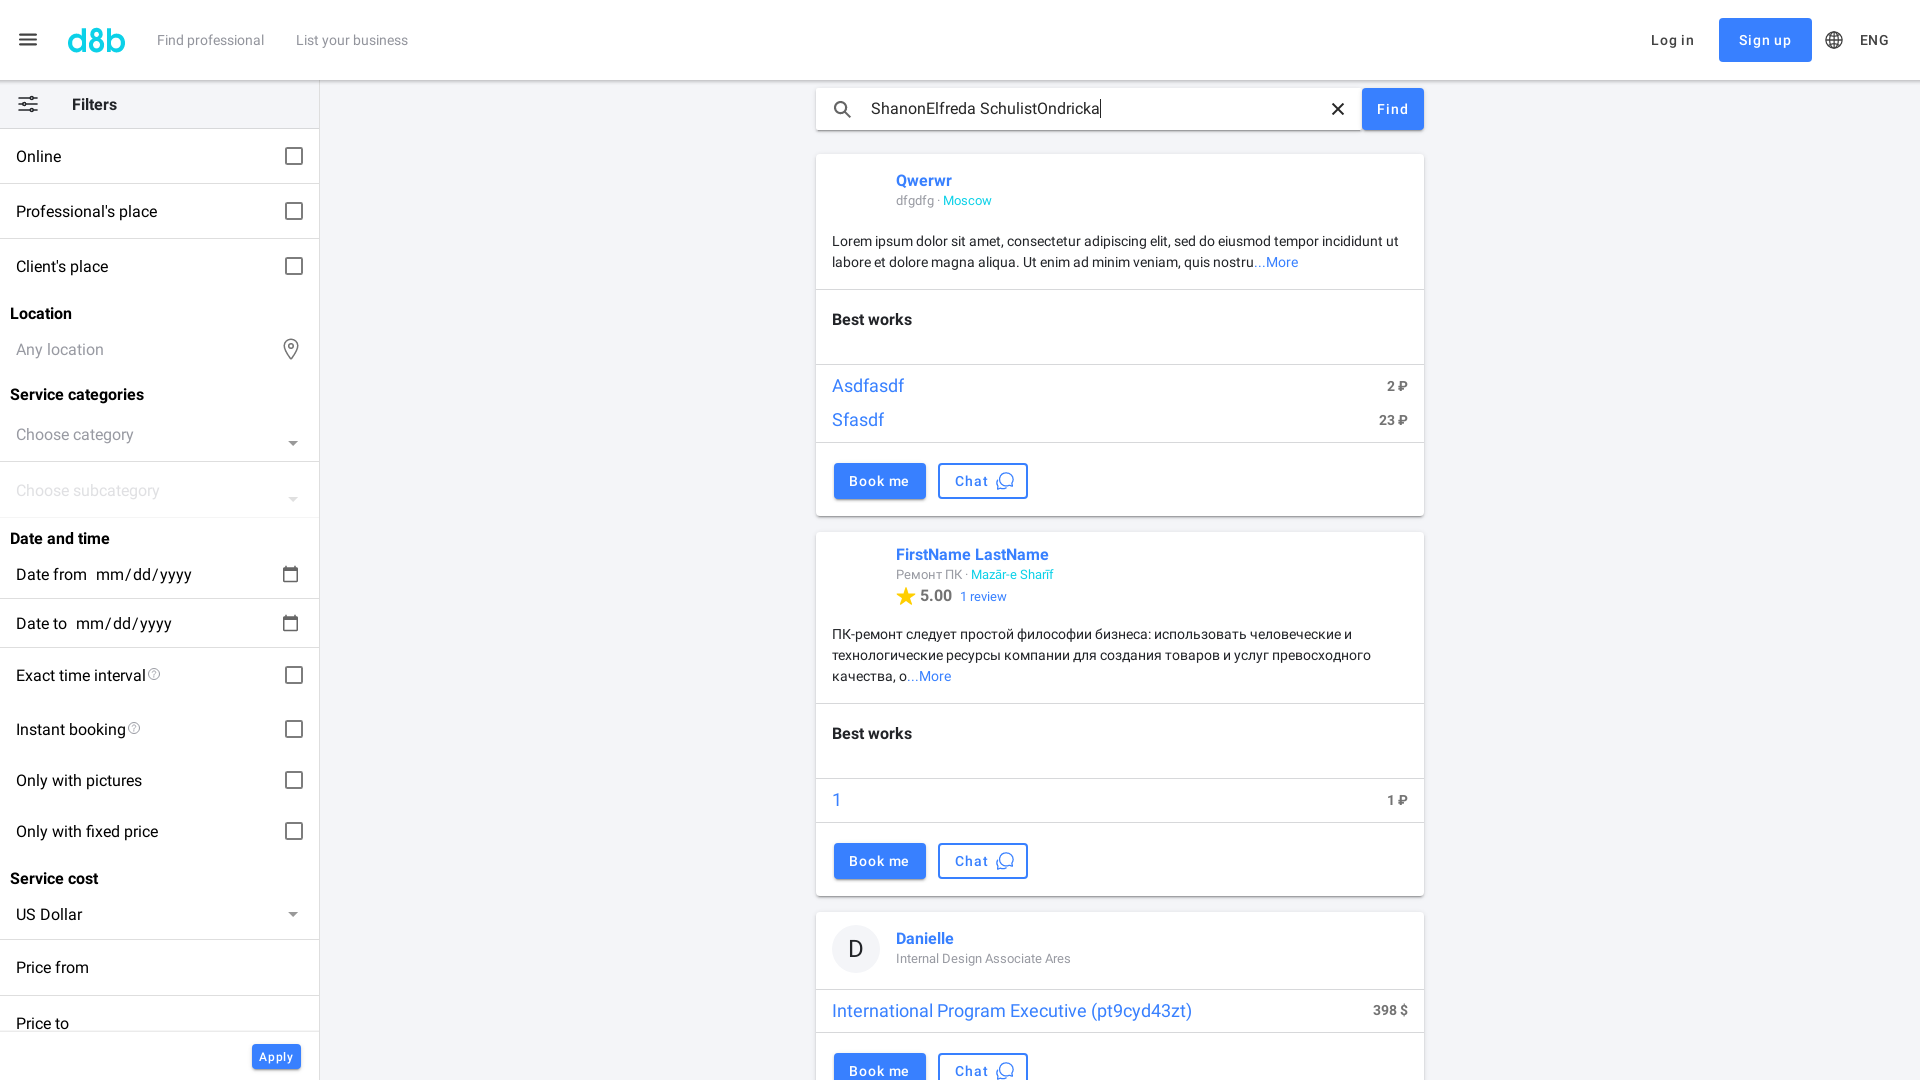 d8b
Find professional
List your business
Log in
Sign up
ENG
Filters
Online
Professional's place
Client's place
Location
Any location
Service categories
Choose category
Choose subcategory
Date and time
Date from mm/dd/yyyy
Date to mm/dd/yyyy
Exact time interval
Instant booking
Only with pictures
Only with fixed price
Service cost
US Dollar
Price from
Price to
Apply
ShanonElfreda SchulistOndricka
Find
Qwerwr
dfgdfg · Moscow
Lorem ipsum dolor sit amet, consectetur adipiscing elit, sed do eiusmod tempor incididunt ut
labore et dolore magna aliqua. Ut enim ad minim veniam, quis nostru...More
Best works
Asdfasdf 2 ₽
Sfasdf 23 ₽
Book me Chat
FirstName LastName
Ремонт ПК · Mazār-e Sharīf
5.00 1 review
ПК-ремонт следует простой философии бизнеса: использовать человеческие и
технологические ресурсы компании для создания товаров и услуг превосходного
качества, о...More
Best works
1 1 ₽
Book me Chat
D
Danielle
Internal Design Associate Ares
International Program Executive (pt9cyd43zt) 398 $
Book me Chat